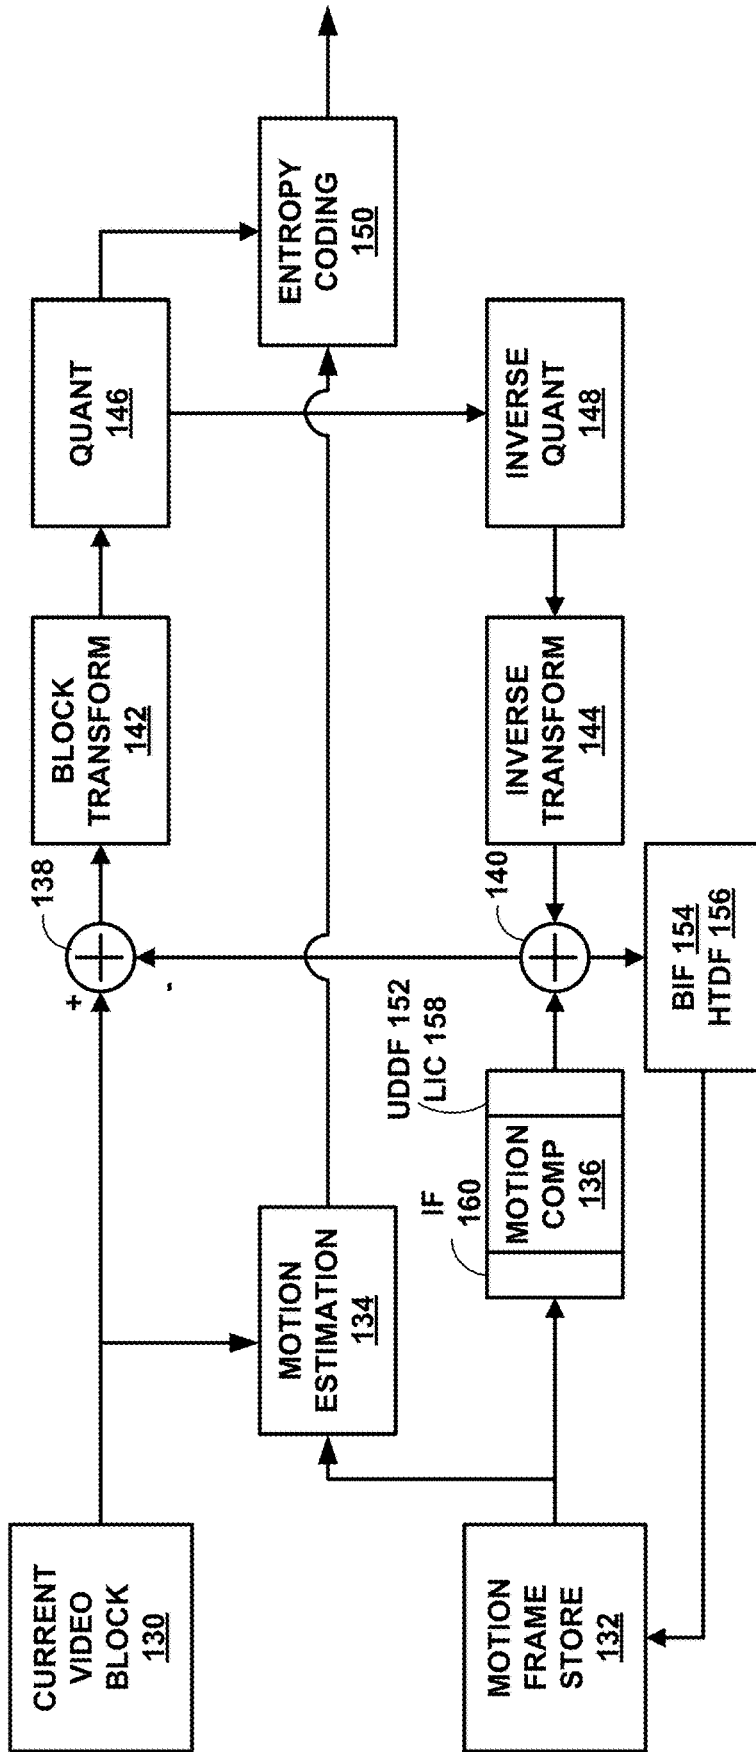 CURRENT
VIDEO
BLOCK
130
+
138
BLOCK
TRANSFORM
142
QUANT
146
MOTION
ESTIMATION
134
ENTROPY
CODING
150
MOTION
FRAME
STORE
132
IF
160
MOTION
COMP
136
UDDF 152
LIC 158
140
INVERSE
TRANSFORM
144
INVERSE
QUANT
148
BIF 154
HTDF 156